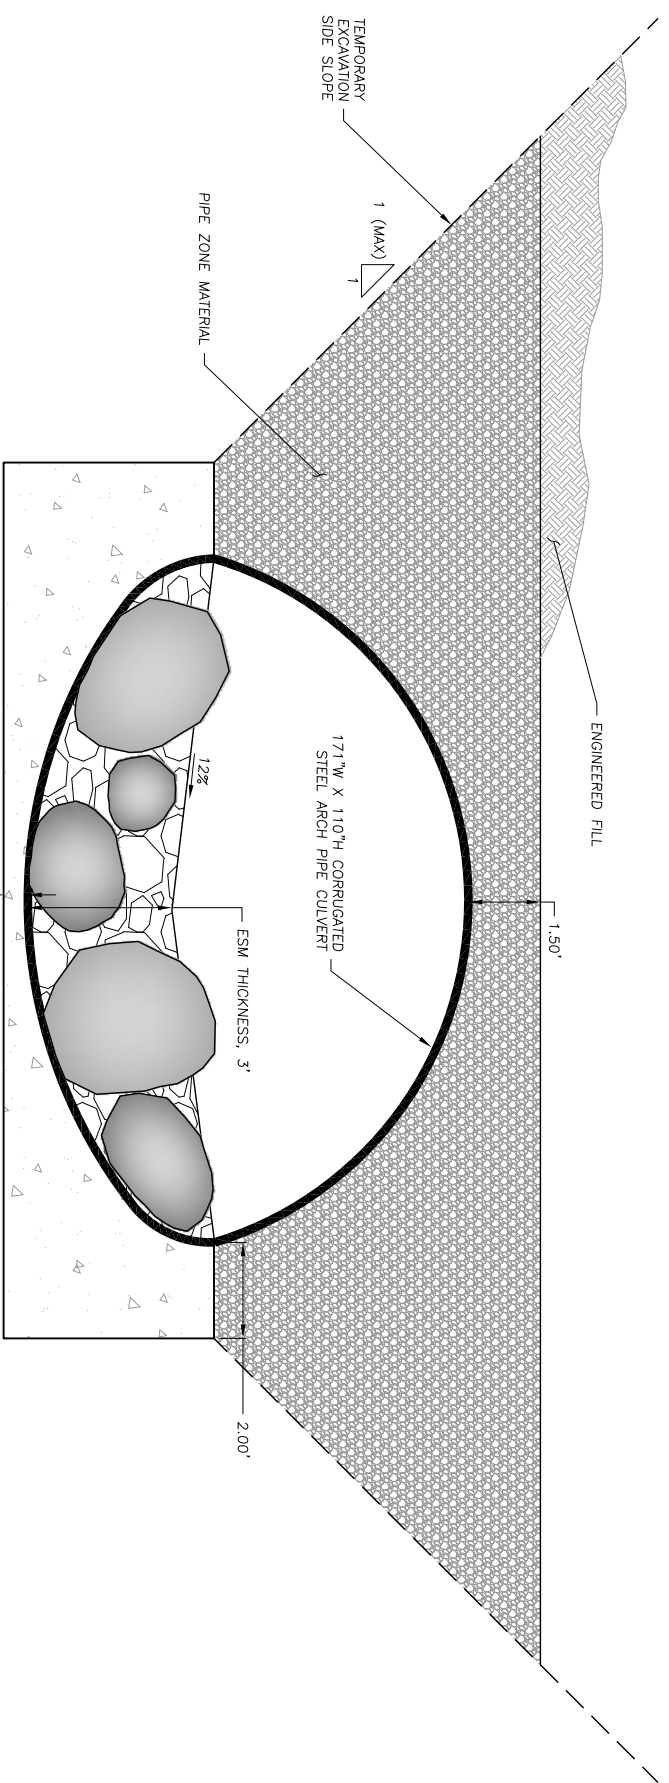 TEMPORARY
EXCAVATION
SIDE SLOPE
1 (MAX)
1
PIPE ZONE MATERIAL
ENGINEERED FILL
171"W X 110"H CORRUGATED
STEEL ARCH PIPE CULVERT
1.50'
12%
ESM THICKNESS, 3'
2.00'